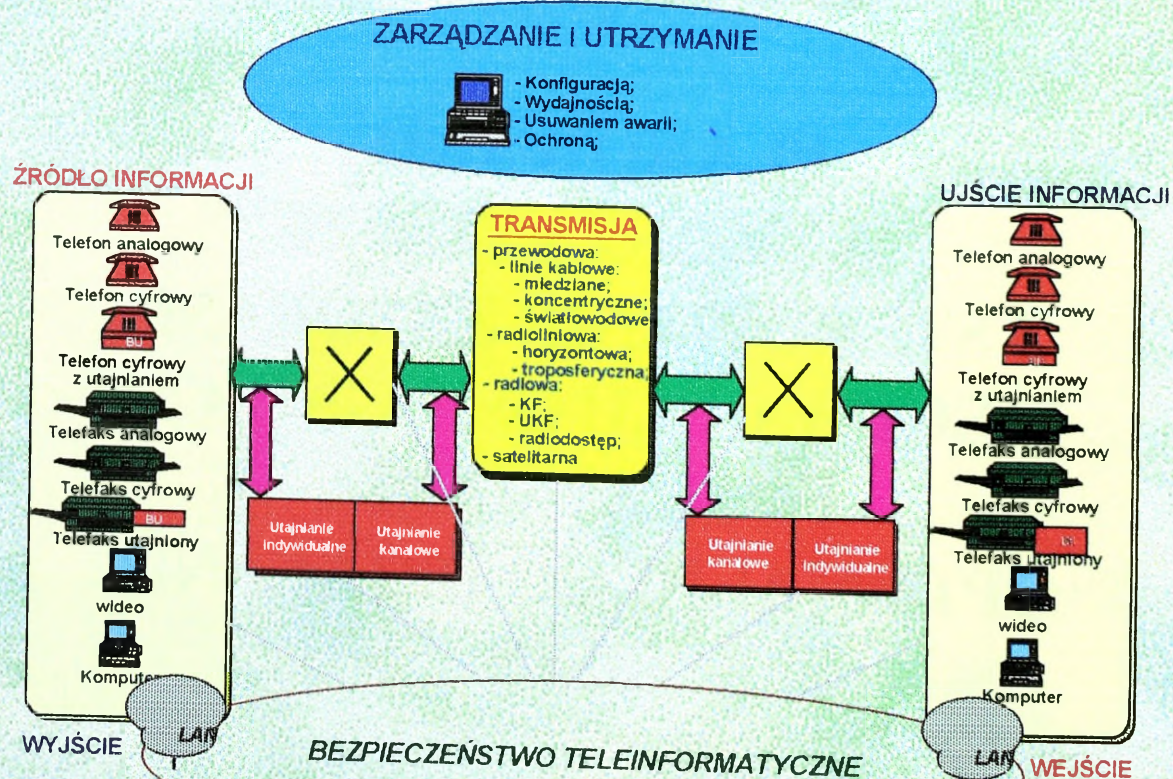 ZARZĄDZANIE I UTRZYMANIE
- Konfiguracją;
- Wydajnością;
- Usuwaniem awarii;
- Ochroną;
ŹRÓDŁO INFORMACJI
Telefon analogowy
Telefon cyfrowy
BU
Telefon cyfrowy
z utajnianiem
Telefaks analogowy
Telefaks cyfrowy
BU
Telefaks utajniony
wideo
Komputer
LAN
WYJŚCIE
TRANSMISJA
- przewodowa:
- linie kablowe:
- miedziane;
- koncentryczne;
- światłowodowe
- radioliniowa:
- horyzontowa;
- troposferyczna;
- radiowa:
- KF;
- UKF;
- radiodostęp;
- satelitarna
Utajnianie
indywidualne
Utajnianie
kanałowe
Utajnianie
kanałowe
Utajnianie
indywidualne
UJŚCIE INFORMACJI
Telefon analogowy
Telefon cyfrowy
Telefon cyfrowy
z utajnianiem
Telefaks analogowy
Telefaks cyfrowy
Telefaks utajniony
wideo
Komputer
LAN
WEJŚCIE
BEZPIECZEŃSTWO TELEINFORMATYCZNE